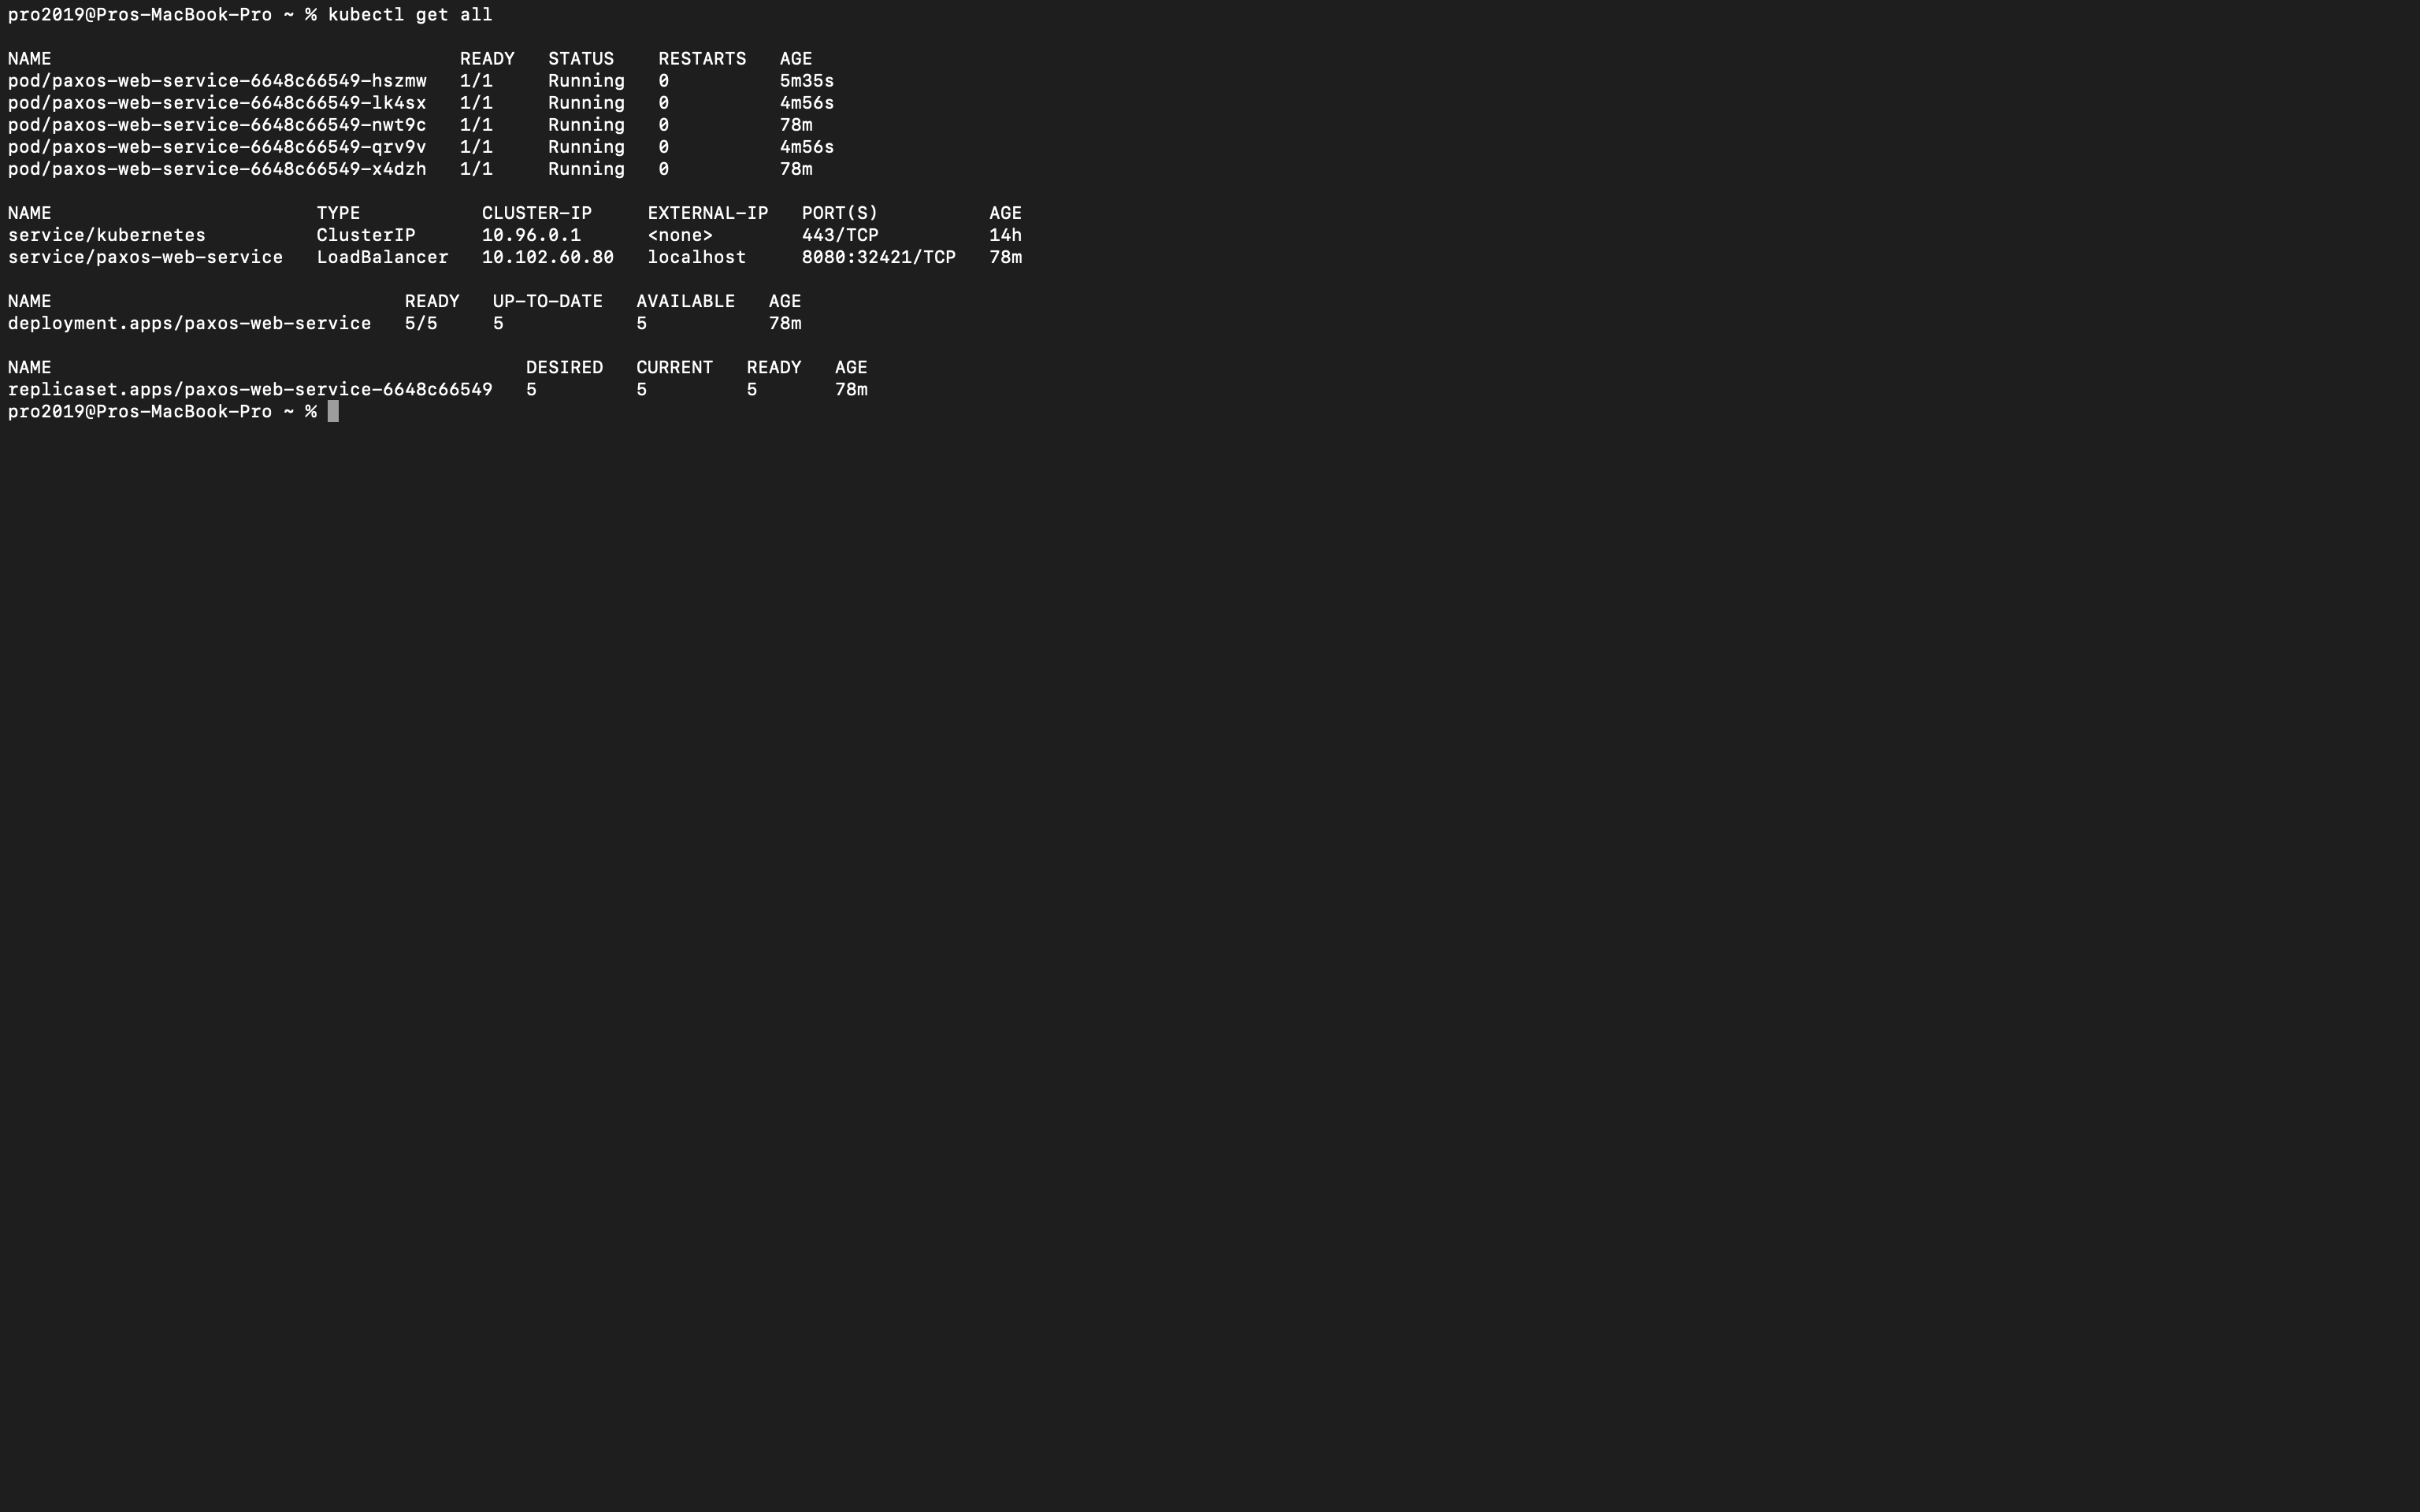 pro2019@Pros-MacBook-Pro ~ % kubectl get all
NAME READY STATUS RESTARTS AGE
pod/paxos-web-service-6648c66549-hszmw 1/1 Running 0 5m35s
pod/paxos-web-service-6648c66549-lk4sx 1/1 Running 0 4m56s
pod/paxos-web-service-6648c66549-nwt9c 1/1 Running 0 78m
pod/paxos-web-service-6648c66549-qrv9v 1/1 Running 0 4m56s
pod/paxos-web-service-6648c66549-x4dzh 1/1 Running 0 78m
NAME TYPE CLUSTER-IP EXTERNAL-IP PORT(S) AGE
service/kubernetes ClusterIP 10.96.0.1 <none> 443/TCP 14h
service/paxos-web-service LoadBalancer 10.102.60.80 localhost 8080:32421/TCP 78m
NAME READY UP-TO-DATE AVAILABLE AGE
deployment.apps/paxos-web-service 5/5 5 5 78m
NAME DESIRED CURRENT READY AGE
replicaset.apps/paxos-web-service-6648c66549 5 5 5 78m
pro2019@Pros-MacBook-Pro ~ %